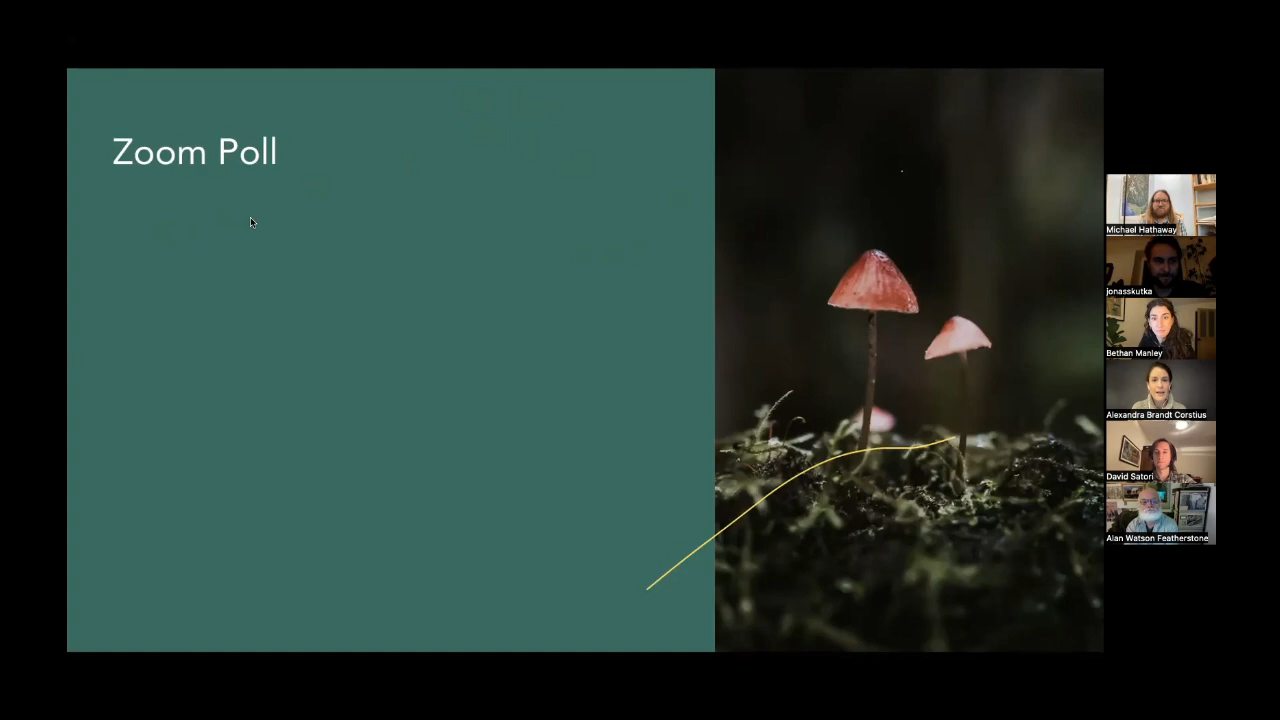 Zoom Poll
Michael Hathaway
jonasskutka
Bethan Manley
Alexandra Brandt Corstius
David Satori
Alan Watson Featherstone